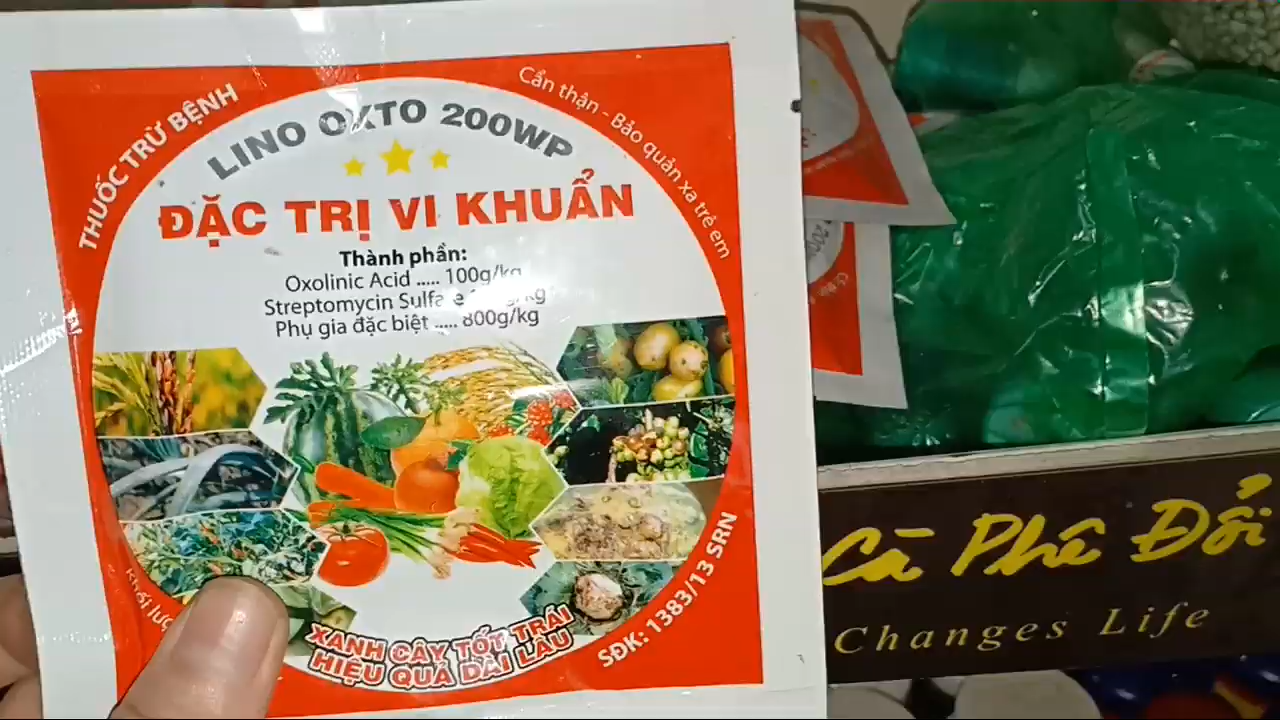 THUỐC TRỪ BỆNH
Cẩn thận - Bảo quản xa trẻ em
LINO OXTO 200WP
ĐẶC TRỊ VI KHUẨN
Thành phần:
Oxolinic Acid ..... 100g/kg
Streptomycin Sulfate
Phụ gia đặc biệt ..... 800g/kg
XANH CÂY TỐT TRÁI
HIỆU QUẢ DÀI LÂU
SĐK: 1383/13 SRN
Khối
Cà Phê Đổi
Changes Life